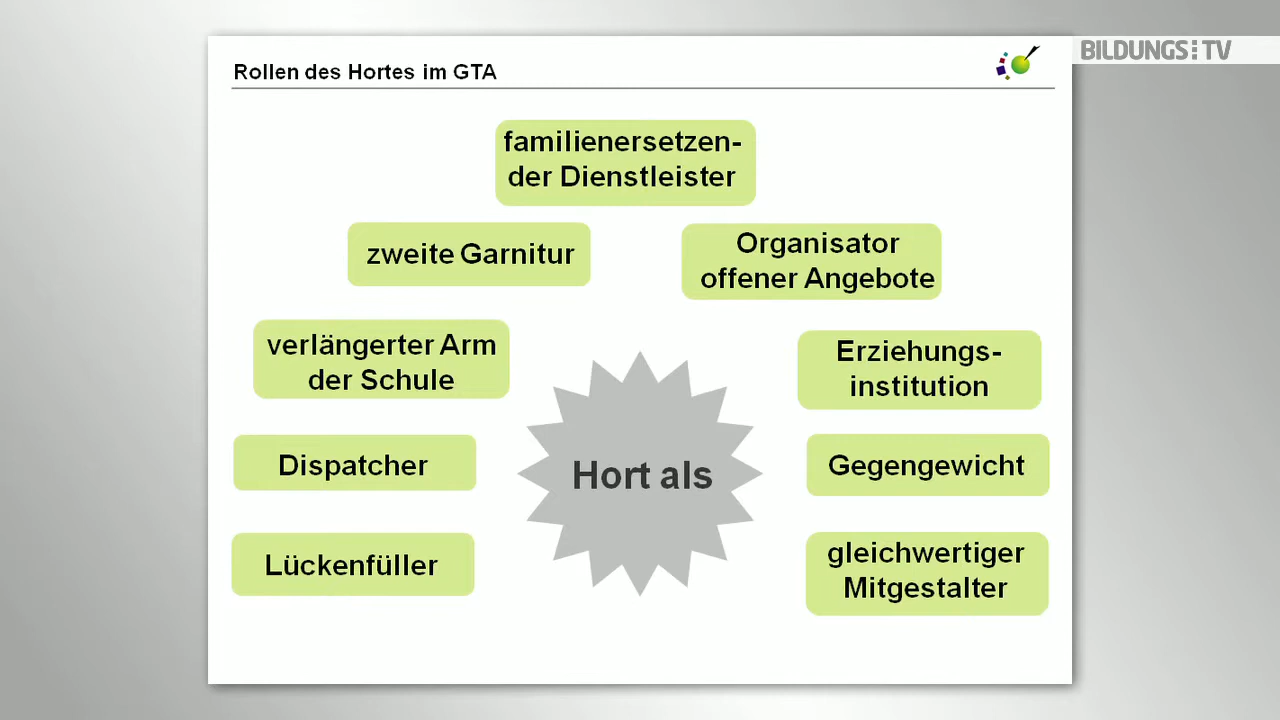 BILDUNGS:TV
Rollen des Hortes im GTA
familienersetzen-
der Dienstleister
zweite Garnitur
Organisator
offener Angebote
verlängerter Arm
der Schule
Erziehungs-
institution
Dispatcher
Hort als
Gegengewicht
Lückenfüller
gleichwertiger
Mitgestalter